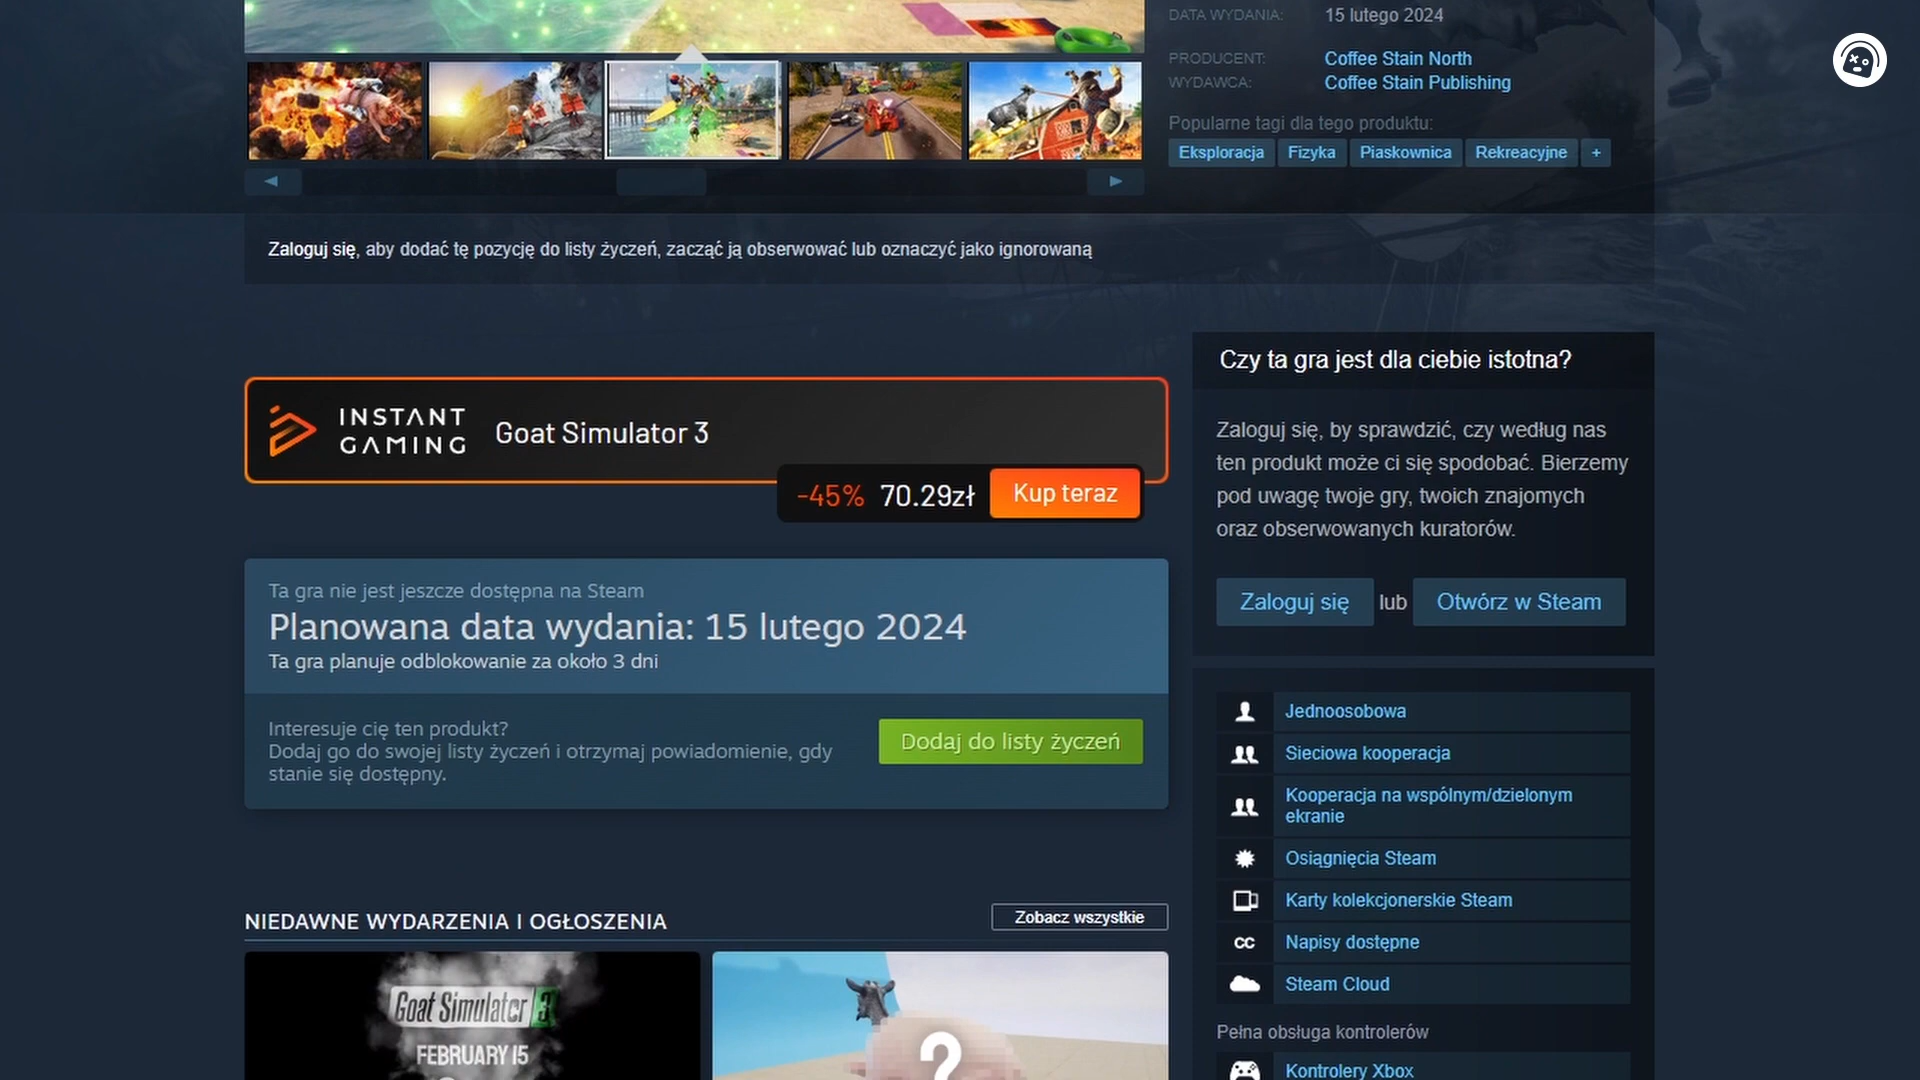 DATA WYDANIA: 15 lutego 2024
PRODUCENT: Coffee Stain North
WYDAWCA: Coffee Stain Publishing
Popularne tagi dla tego produktu:
Eksploracja Fizyka Piaskownica Rekreacyjne +
Zaloguj się, aby dodać tę pozycję do listy życzeń, zacząć ją obserwować lub oznaczyć jako ignorowaną
INSTANT
GAMING
Goat Simulator 3
-45% 70.29zł Kup teraz
Ta gra nie jest jeszcze dostępna na Steam
Planowana data wydania: 15 lutego 2024
Ta gra planuje odblokowanie za około 3 dni
Interesuje cię ten produkt?
Dodaj go do swojej listy życzeń i otrzymaj powiadomienie, gdy
stanie się dostępny.
Dodaj do listy życzeń
NIEDAWNE WYDARZENIA I OGŁOSZENIA
Zobacz wszystkie
Goat Simulator 3
FEBRUARY 15
?
Czy ta gra jest dla ciebie istotna?
Zaloguj się, by sprawdzić, czy według nas
ten produkt może ci się spodobać. Bierzemy
pod uwagę twoje gry, twoich znajomych
oraz obserwowanych kuratorów.
Zaloguj się lub Otwórz w Steam
Jednoosobowa
Sieciowa kooperacja
Kooperacja na wspólnym/dzielonym
ekranie
Osiągnięcia Steam
Karty kolekcjonerskie Steam
CC Napisy dostępne
Steam Cloud
Pełna obsługa kontrolerów
Kontrolery Xbox